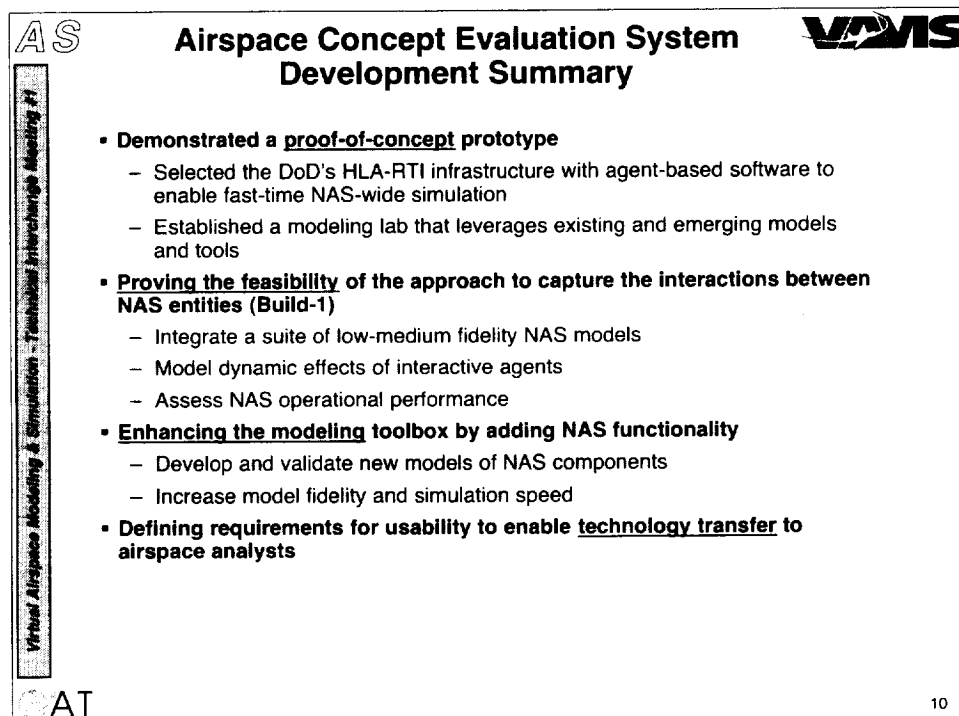 AS
Airspace Concept Evaluation System
Development Summary
VAMS
Virtual Airspace Modeling & Simulation - Technical Interchange Meeting #1
▪ Demonstrated a proof-of-concept prototype
– Selected the DoD's HLA-RTI infrastructure with agent-based software to
enable fast-time NAS-wide simulation
– Established a modeling lab that leverages existing and emerging models
and tools
▪ Proving the feasibility of the approach to capture the interactions between
NAS entities (Build-1)
– Integrate a suite of low-medium fidelity NAS models
– Model dynamic effects of interactive agents
– Assess NAS operational performance
▪ Enhancing the modeling toolbox by adding NAS functionality
– Develop and validate new models of NAS components
– Increase model fidelity and simulation speed
▪ Defining requirements for usability to enable technology transfer to
airspace analysts
AT
10